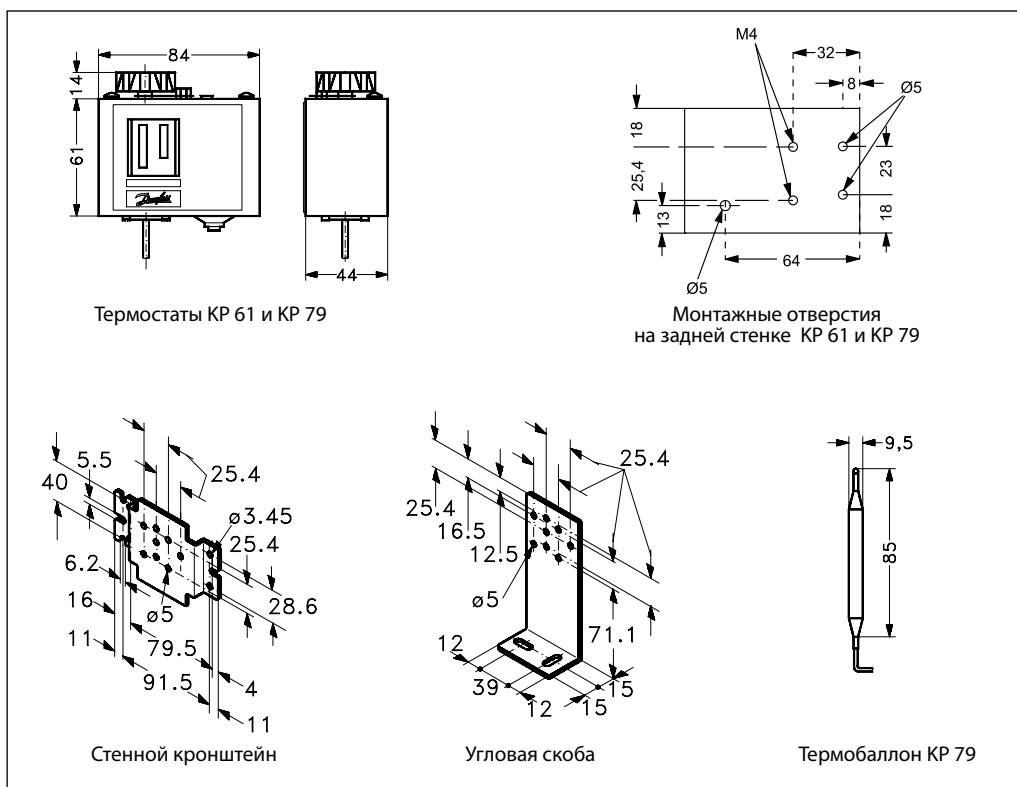 84
14
61
Danfoss
44
Термостаты KP 61 и KP 79
M4
32
8
Ø5
18
25,4
13
23
18
64
Ø5
Монтажные отверстия
на задней стенке KP 61 и KP 79
5.5
40
25.4
ø3.45
25.4
6.2
16
ø5
28.6
11
79.5
91.5
4
11
Стенной кронштейн
25.4
25.4
16.5
12.5
ø5
71.1
12
39
12
15
15
Угловая скоба
9,5
85
Термобаллон KP 79